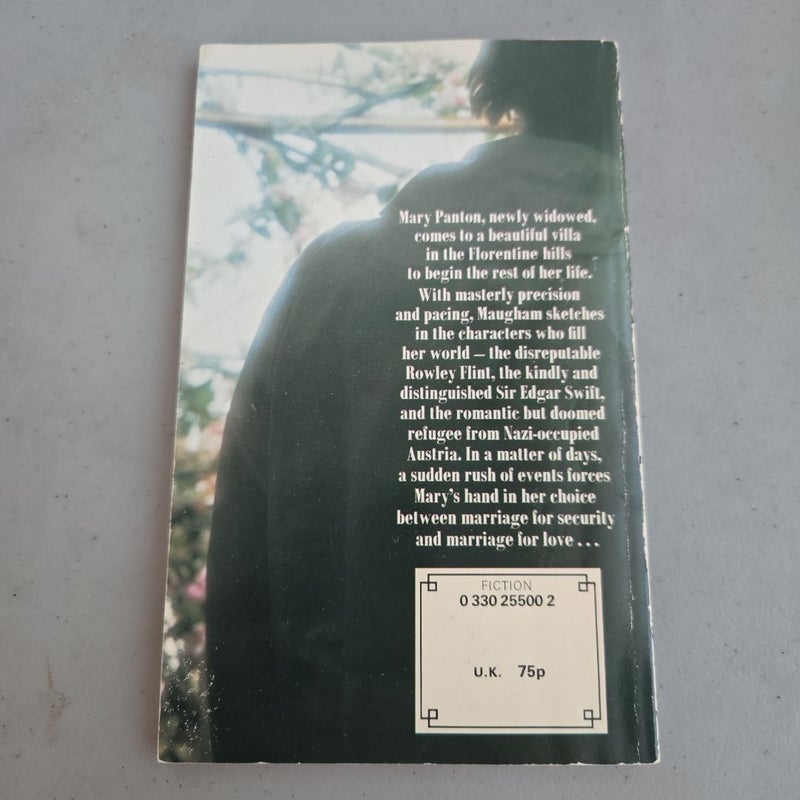 Mary Panton, newly widowed,
comes to a beautiful villa
in the Florentine hills
to begin the rest of her life.
With masterly precision
and pacing, Maugham sketches
in the characters who fill
her world – the disreputable
Rowley Flint, the kindly and
distinguished Sir Edgar Swift,
and the romantic but doomed
refugee from Nazi-occupied
Austria. In a matter of days,
a sudden rush of events forces
Mary's hand in her choice
between marriage for security
and marriage for love . . .
FICTION
0 330 25500 2
U.K. 75p